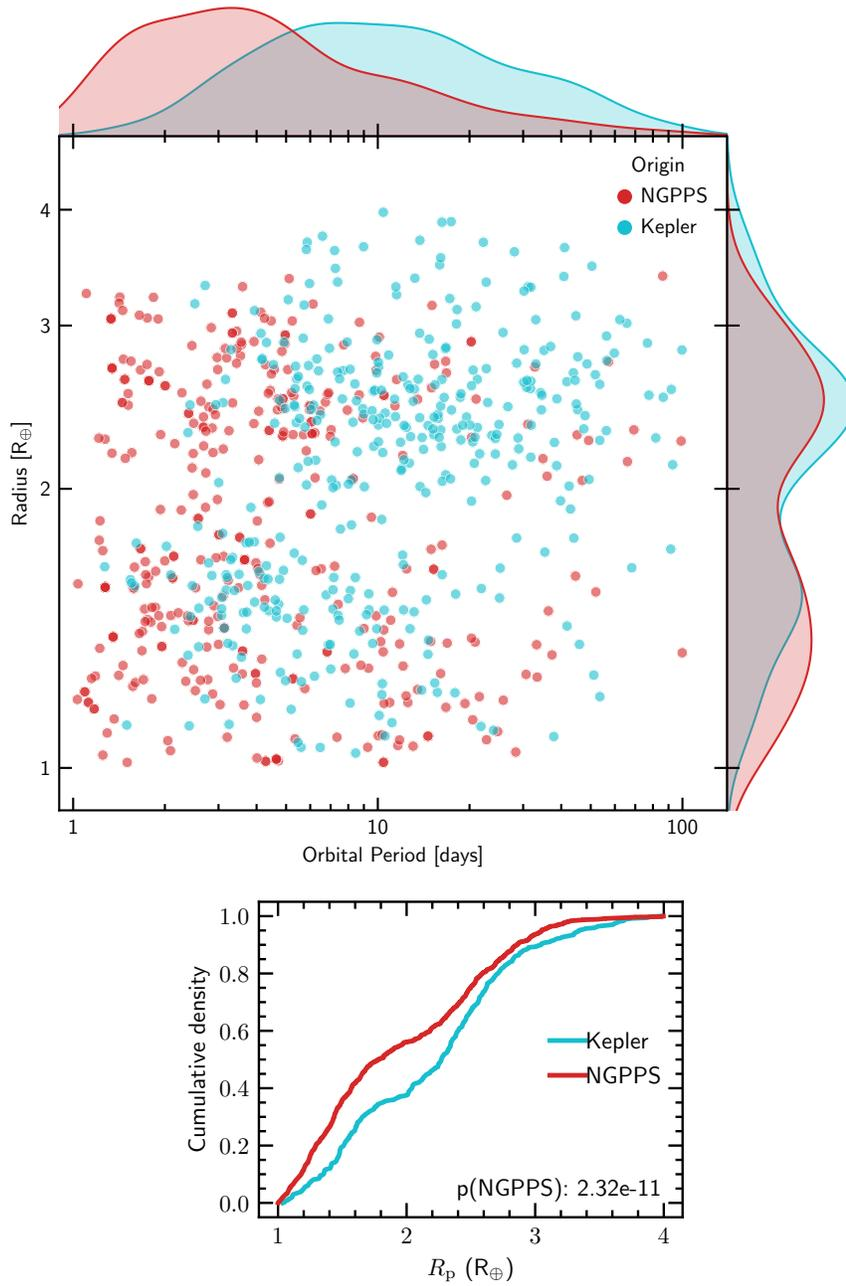 Origin
NGPPS
Kepler
4
3
2
1
Radius [R⊕]
1 10 100
Orbital Period [days]
1.0
0.8
0.6
0.4
0.2
0.0
Cumulative density
Kepler
NGPPS
p(NGPPS): 2.32e-11
1 2 3 4
Rp (R⊕)